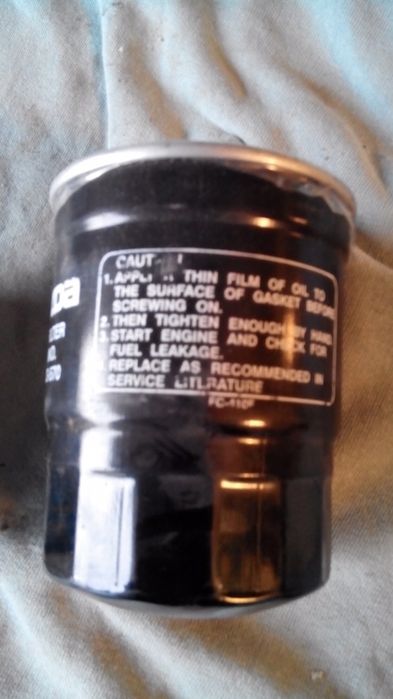 CAUT
1. APPLY A THIN FILM OF OIL TO
THE SURFACE OF GASKET BEFORE
SCREWING ON.
2. THEN TIGHTEN ENOUGH BY HAND
3. START ENGINE AND CHECK FOR
FUEL LEAKAGE.
REPLACE AS RECOMMENDED IN
SERVICE LITERATURE